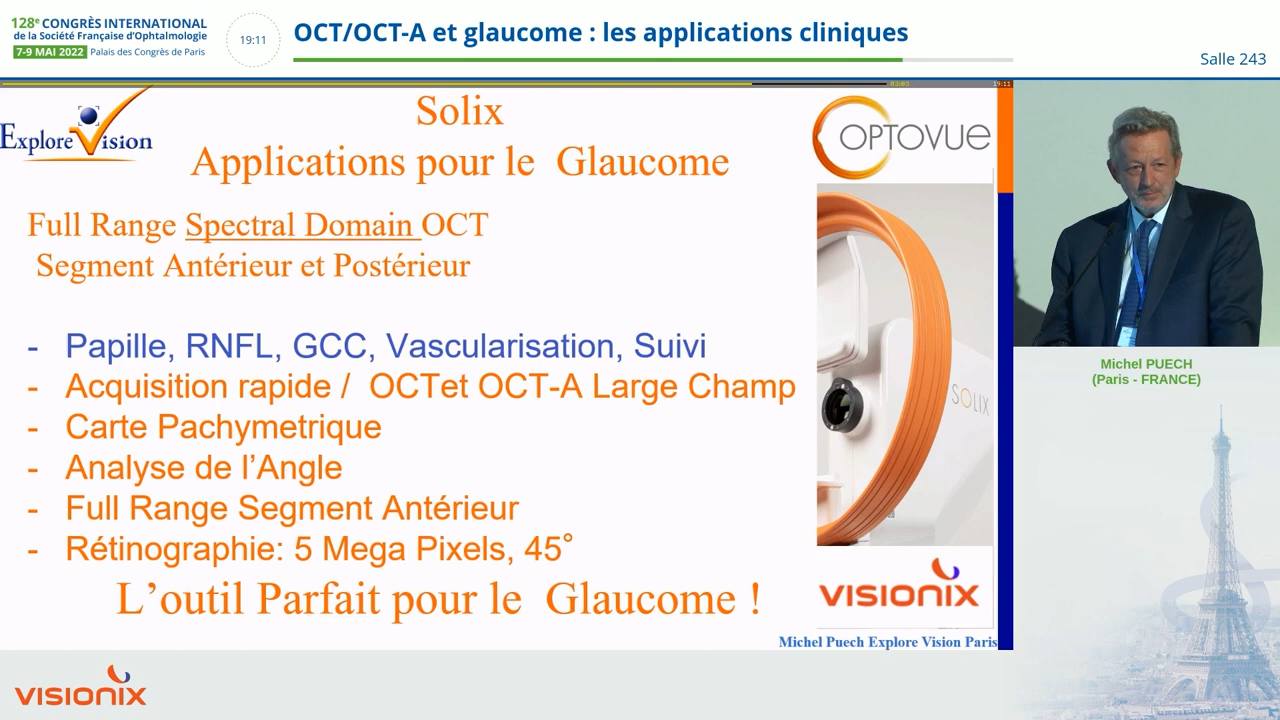 128e CONGRÈS INTERNATIONAL
de la Société Française d'Ophtalmologie
7-9 MAI 2022 Palais des Congrès de Paris
19:11
OCT/OCT-A et glaucome : les applications cliniques
Salle 243
03:03
19:11
Explore Vision
Solix
Applications pour le Glaucome
OPTOVUE
Full Range Spectral Domain OCT
Segment Antérieur et Postérieur
- Papille, RNFL, GCC, Vascularisation, Suivi
- Acquisition rapide / OCTet OCT-A Large Champ
- Carte Pachymetrique
- Analyse de l'Angle
- Full Range Segment Antérieur
- Rétinographie: 5 Mega Pixels, 45°
L'outil Parfait pour le Glaucome !
SOLIX
VISIONIX
Michel Puech Explore Vision Paris
Michel PUECH
(Paris - FRANCE)
VISIONIX